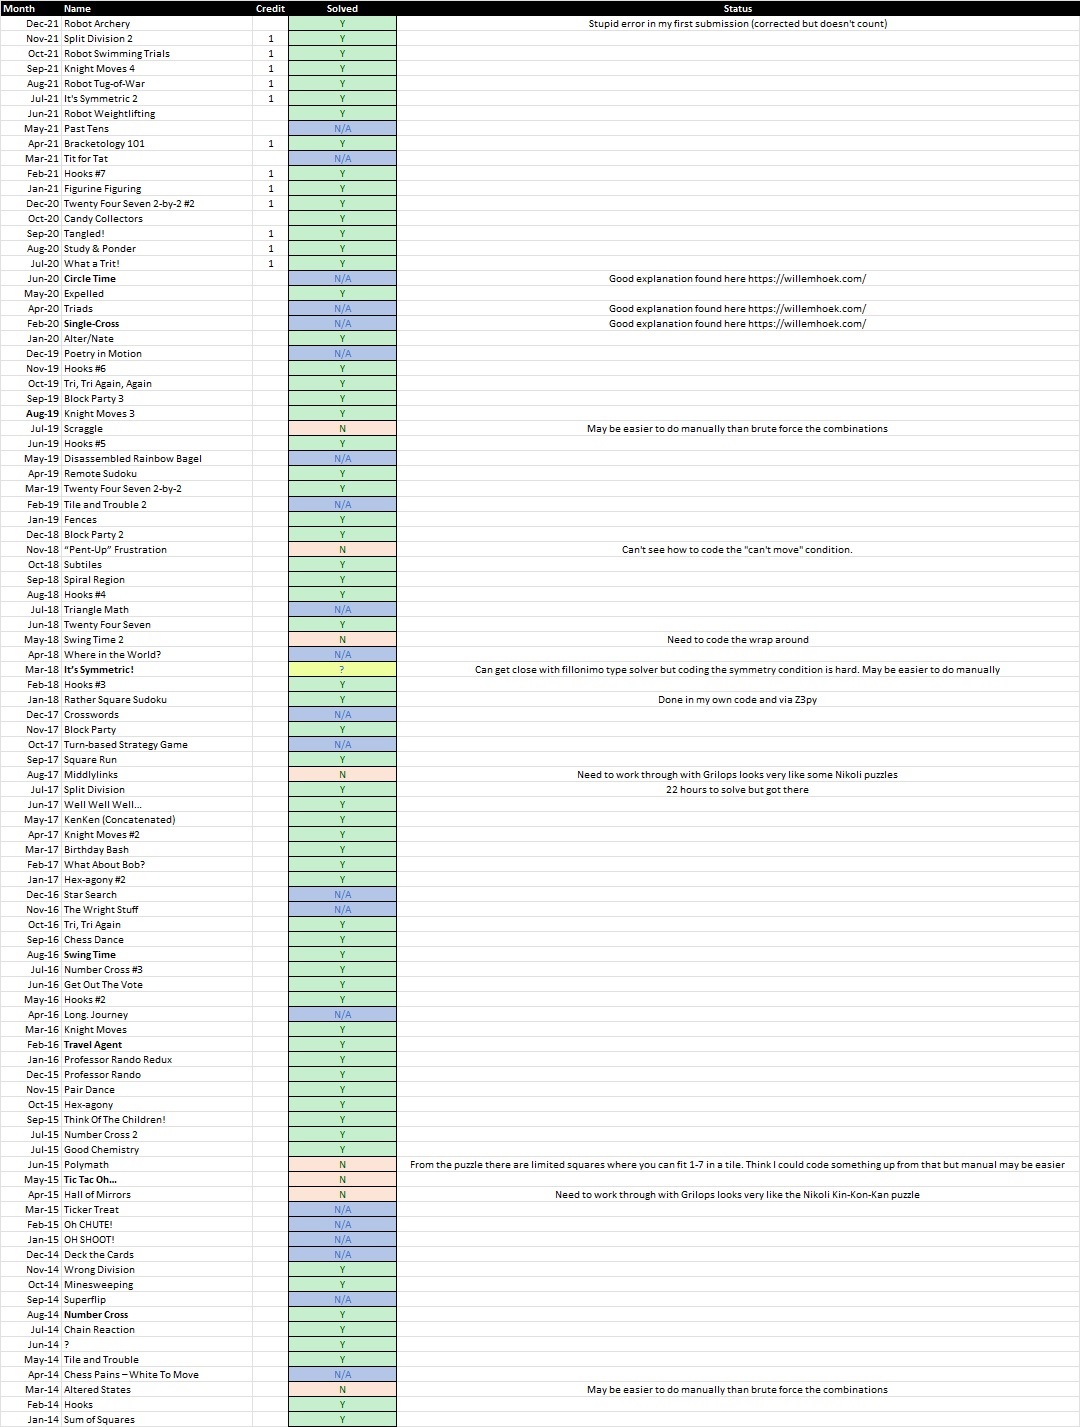 Month Name Credit Solved Status
Dec-21 Robot Archery Y Stupid error in my first submission (corrected but doesn't count)
Nov-21 Split Division 2 1 Y
Oct-21 Robot Swimming Trials 1 Y
Sep-21 Knight Moves 4 1 Y
Aug-21 Robot Tug-of-War 1 Y
Jul-21 It's Symmetric 2 1 Y
Jun-21 Robot Weightlifting Y
May-21 Past Tens N/A
Apr-21 Bracketology 101 1 Y
Mar-21 Tit for Tat N/A
Feb-21 Hooks #7 1 Y
Jan-21 Figurine Figuring 1 Y
Dec-20 Twenty Four Seven 2-by-2 #2 1 Y
Oct-20 Candy Collectors Y
Sep-20 Tangled! 1 Y
Aug-20 Study & Ponder 1 Y
Jul-20 What a Trit! 1 Y
Jun-20 Circle Time N/A Good explanation found here https://willemhoek.com/
May-20 Expelled Y
Apr-20 Triads N/A Good explanation found here https://willemhoek.com/
Feb-20 Single-Cross N/A Good explanation found here https://willemhoek.com/
Jan-20 Alter/Nate Y
Dec-19 Poetry in Motion N/A
Nov-19 Hooks #6 Y
Oct-19 Tri, Tri Again, Again Y
Sep-19 Block Party 3 Y
Aug-19 Knight Moves 3 Y
Jul-19 Scraggle N May be easier to do manually than brute force the combinations
Jun-19 Hooks #5 Y
May-19 Disassembled Rainbow Bagel N/A
Apr-19 Remote Sudoku Y
Mar-19 Twenty Four Seven 2-by-2 Y
Feb-19 Tile and Trouble 2 N/A
Jan-19 Fences Y
Dec-18 Block Party 2 Y
Nov-18 “Pent-Up” Frustration N Can't see how to code the "can't move" condition.
Oct-18 Subtiles Y
Sep-18 Spiral Region Y
Aug-18 Hooks #4 Y
Jul-18 Triangle Math N/A
Jun-18 Twenty Four Seven Y
May-18 Swing Time 2 N Need to code the wrap around
Apr-18 Where in the World? N/A
Mar-18 It’s Symmetric! ? Can get close with fillonimo type solver but coding the symmetry condition is hard. May be easier to do manually
Feb-18 Hooks #3 Y
Jan-18 Rather Square Sudoku Y Done in my own code and via Z3py
Dec-17 Crosswords N/A
Nov-17 Block Party Y
Oct-17 Turn-based Strategy Game N/A
Sep-17 Square Run Y
Aug-17 Middlylinks N Need to work through with Grilops looks very like some Nikoli puzzles
Jul-17 Split Division Y 22 hours to solve but got there
Jun-17 Well Well Well... Y
May-17 KenKen (Concatenated) Y
Apr-17 Knight Moves #2 Y
Mar-17 Birthday Bash Y
Feb-17 What About Bob? Y
Jan-17 Hex-agony #2 Y
Dec-16 Star Search N/A
Nov-16 The Wright Stuff N/A
Oct-16 Tri, Tri Again Y
Sep-16 Chess Dance Y
Aug-16 Swing Time Y
Jul-16 Number Cross #3 Y
Jun-16 Get Out The Vote Y
May-16 Hooks #2 Y
Apr-16 Long. Journey N/A
Mar-16 Knight Moves Y
Feb-16 Travel Agent Y
Jan-16 Professor Rando Redux Y
Dec-15 Professor Rando Y
Nov-15 Pair Dance Y
Oct-15 Hex-agony Y
Sep-15 Think Of The Children! Y
Jul-15 Number Cross 2 Y
Jul-15 Good Chemistry Y
Jun-15 Polymath N From the puzzle there are limited squares where you can fit 1-7 in a tile. Think I could code something up from that but manual may be easier
May-15 Tic Tac Oh... N
Apr-15 Hall of Mirrors N Need to work through with Grilops looks very like the Nikoli Kin-Kon-Kan puzzle
Mar-15 Ticker Treat N/A
Feb-15 Oh CHUTE! N/A
Jan-15 OH SHOOT! N/A
Dec-14 Deck the Cards N/A
Nov-14 Wrong Division Y
Oct-14 Minesweeping Y
Sep-14 Superflip N/A
Aug-14 Number Cross Y
Jul-14 Chain Reaction Y
Jun-14 ? Y
May-14 Tile and Trouble Y
Apr-14 Chess Pains – White To Move N/A
Mar-14 Altered States N May be easier to do manually than brute force the combinations
Feb-14 Hooks Y
Jan-14 Sum of Squares Y